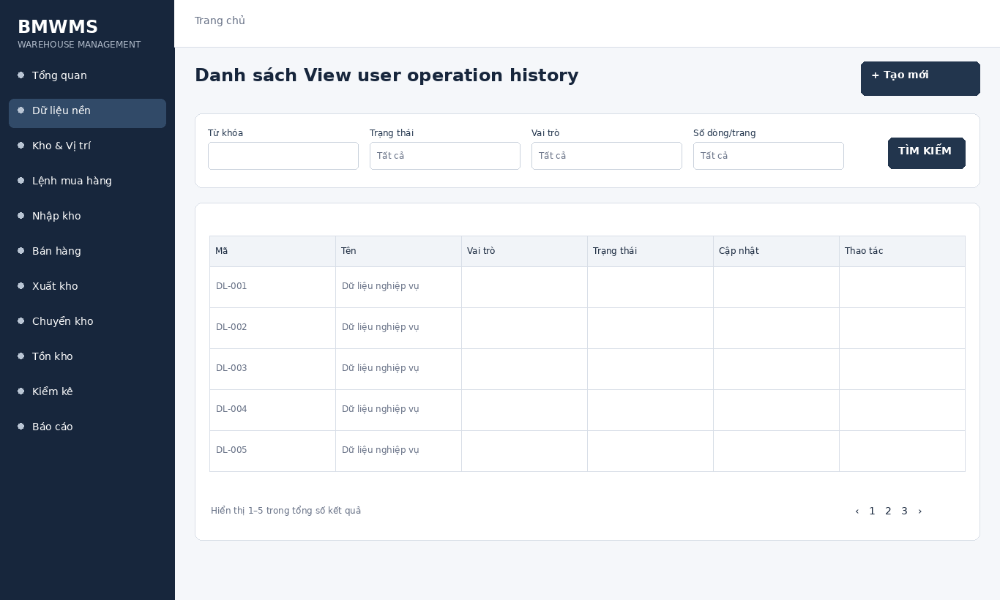 BMWMS
WAREHOUSE MANAGEMENT
Tổng quan
Dữ liệu nền
Kho & Vị trí
Lệnh mua hàng
Nhập kho
Bán hàng
Xuất kho
Chuyển kho
Tồn kho
Kiểm kê
Báo cáo
Trang chủ
Danh sách View user operation history
+ Tạo mới
Từ khóa Trạng thái Vai trò Số dòng/trang
Tất cả Tất cả Tất cả
TÌM KIẾM
Mã Tên Vai trò Trạng thái Cập nhật Thao tác
DL-001 Dữ liệu nghiệp vụ
DL-002 Dữ liệu nghiệp vụ
DL-003 Dữ liệu nghiệp vụ
DL-004 Dữ liệu nghiệp vụ
DL-005 Dữ liệu nghiệp vụ
Hiển thị 1–5 trong tổng số kết quả ‹ 1 2 3 ›